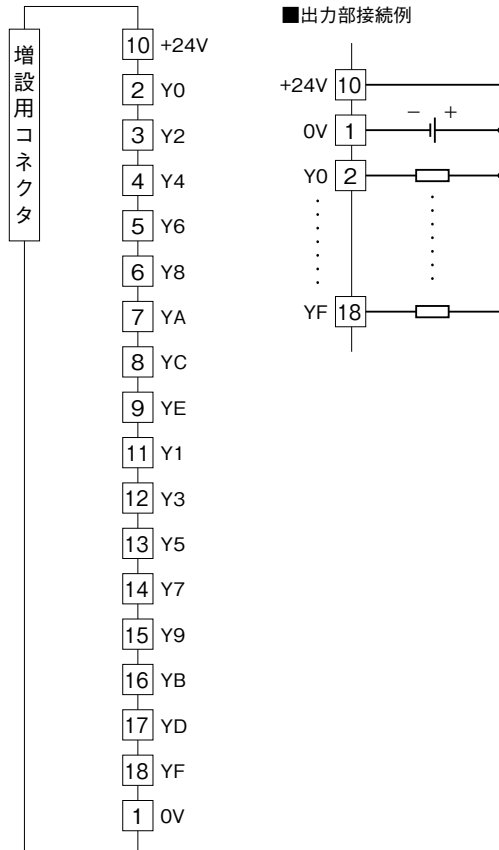 増設用コネクタ
10 +24V
2 Y0
3 Y2
4 Y4
5 Y6
6 Y8
7 YA
8 YC
9 YE
11 Y1
12 Y3
13 Y5
14 Y7
15 Y9
16 YB
17 YD
18 YF
1 0V
■出力部接続例
+24V 10
0V 1 − +
Y0 2
YF 18